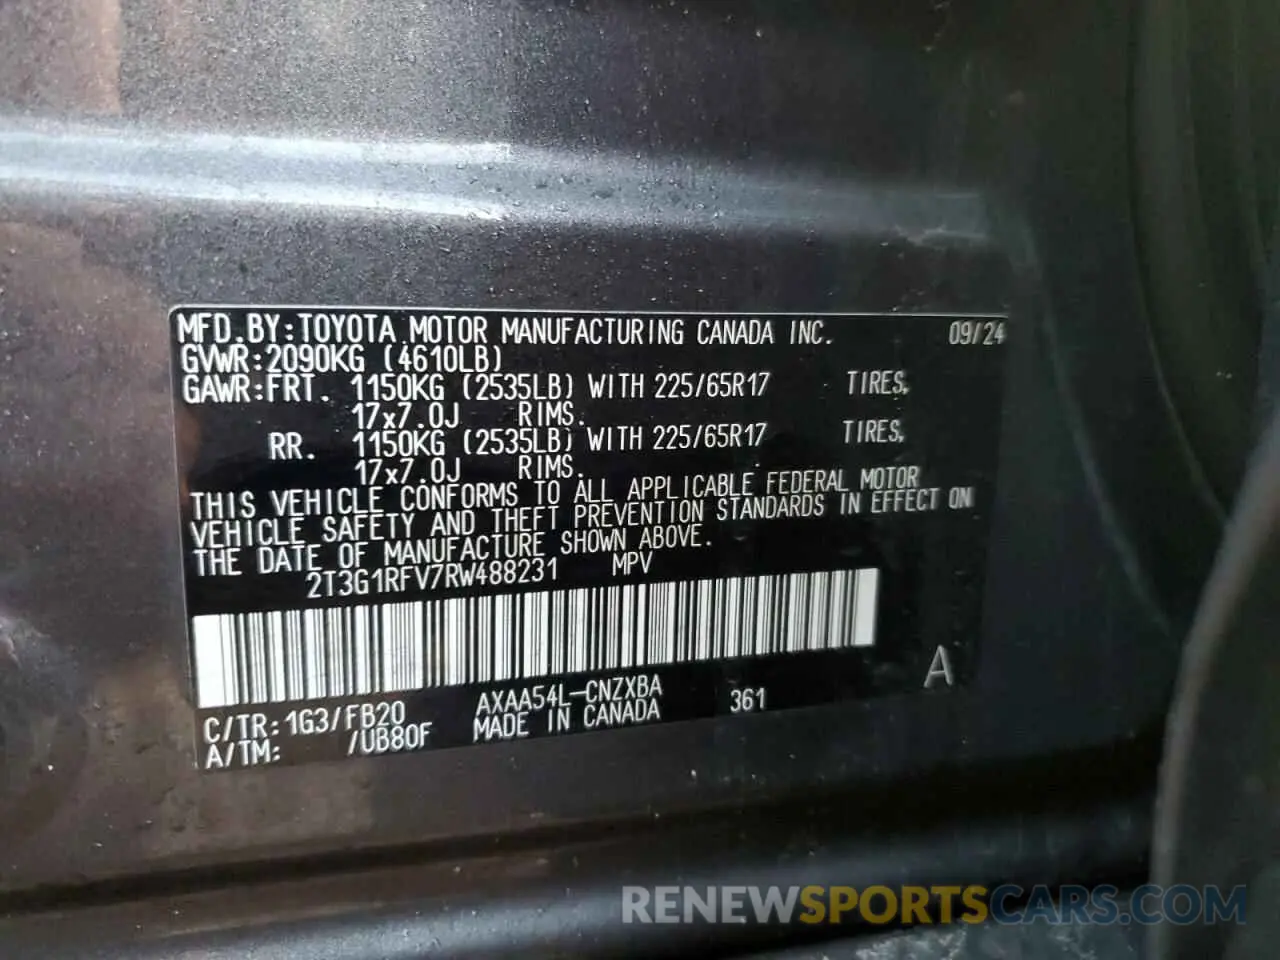 MFD.BY:TOYOTA MOTOR MANUFACTURING CANADA INC. 09/24
GVWR:2090KG (4610LB)
GAWR:FRT. 1150KG (2535LB) WITH 225/65R17 TIRES,
17x7.0J RIMS.
RR. 1150KG (2535LB) WITH 225/65R17 TIRES,
17x7.0J RIMS.
THIS VEHICLE CONFORMS TO ALL APPLICABLE FEDERAL MOTOR
VEHICLE SAFETY AND THEFT PREVENTION STANDARDS IN EFFECT ON
THE DATE OF MANUFACTURE SHOWN ABOVE.
2T3G1RFV7RW488231 MPV
A
C/TR:1G3/FB20 AXAA54L-CNZXBA 361
A/TM: /UB80F MADE IN CANADA
RENEWSPORTSCARS.COM